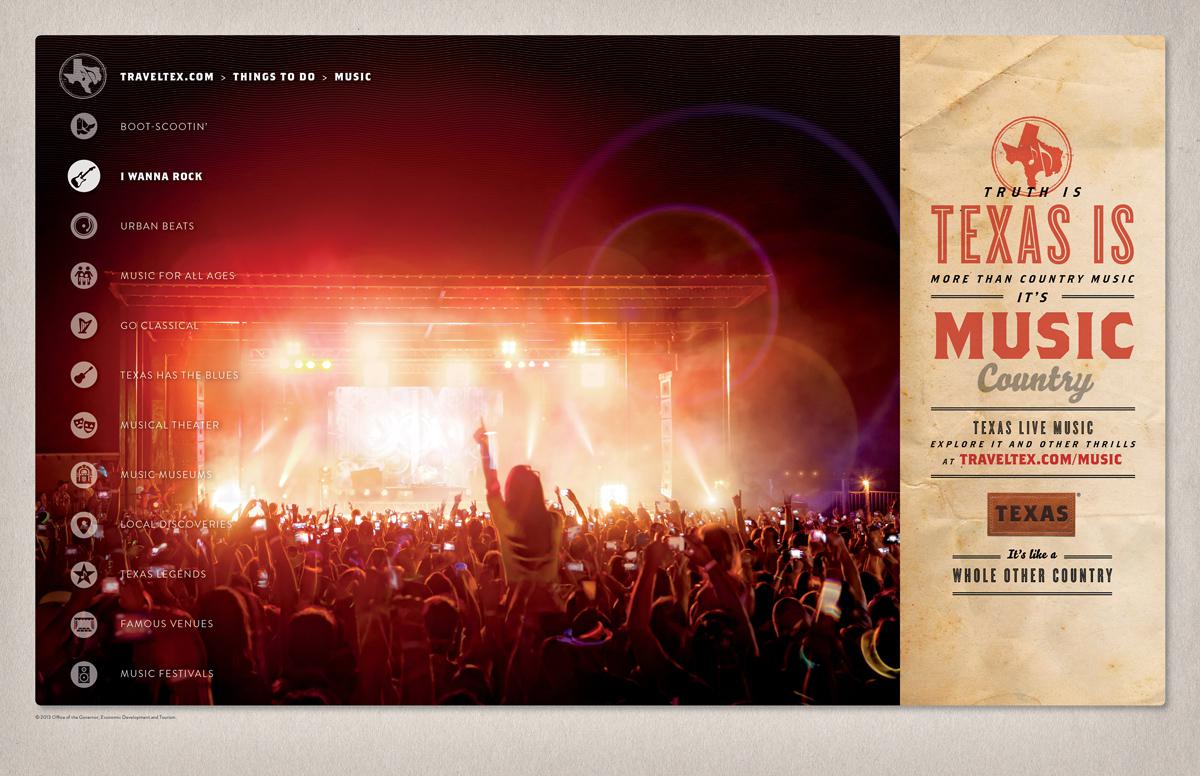 TRAVELTEX.COM > THINGS TO DO > MUSIC
BOOT-SCOOTIN'
I WANNA ROCK
URBAN BEATS
MUSIC FOR ALL AGES
GO CLASSICAL
TEXAS HAS THE BLUES
MUSICAL THEATER
MUSIC MUSEUMS
LOCAL DISCOVERIES
TEXAS LEGENDS
FAMOUS VENUES
MUSIC FESTIVALS
TRUTH IS
TEXAS IS
MORE THAN COUNTRY MUSIC
IT'S
MUSIC
Country
TEXAS LIVE MUSIC
EXPLORE IT AND OTHER THRILLS
AT TRAVELTEX.COM/MUSIC
TEXAS®
It's like a
WHOLE OTHER COUNTRY
© 2013 Office of the Governor, Economic Development and Tourism.